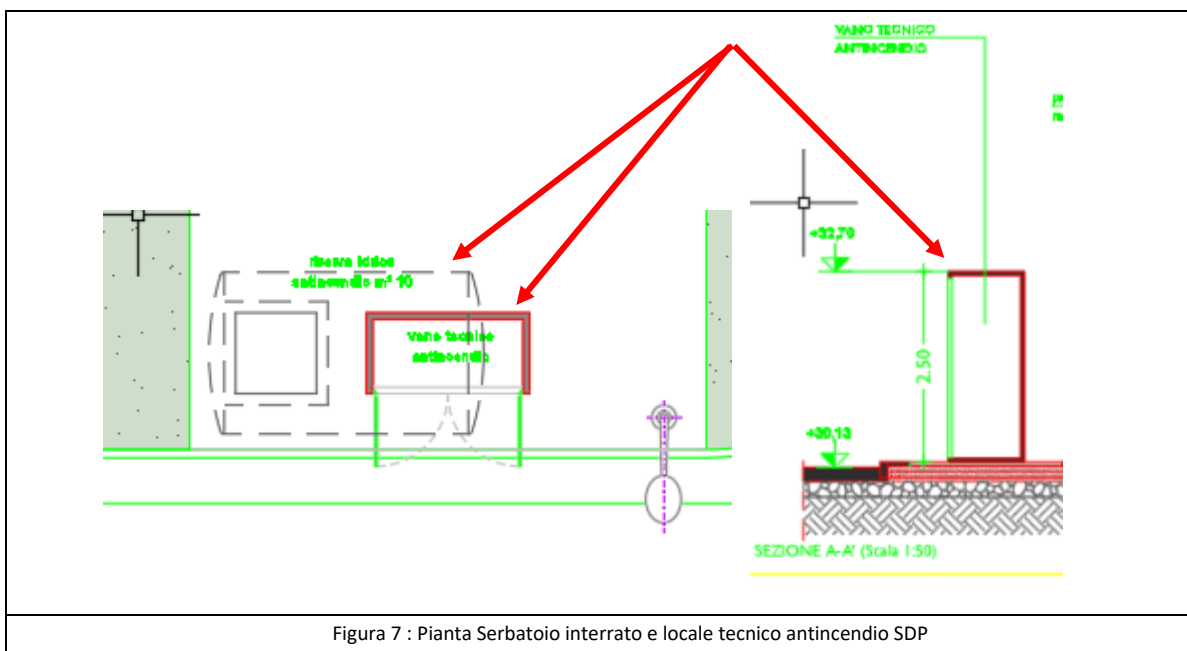 VANO TECNICO
ANTINCENDIO
+32,70
riserva idrica
antincendio m³ 10
vano tecnico
antincendio
2.50
+30,13
SEZIONE A-A' (Scala 1:50)
Figura 7 : Pianta Serbatoio interrato e locale tecnico antincendio SDP